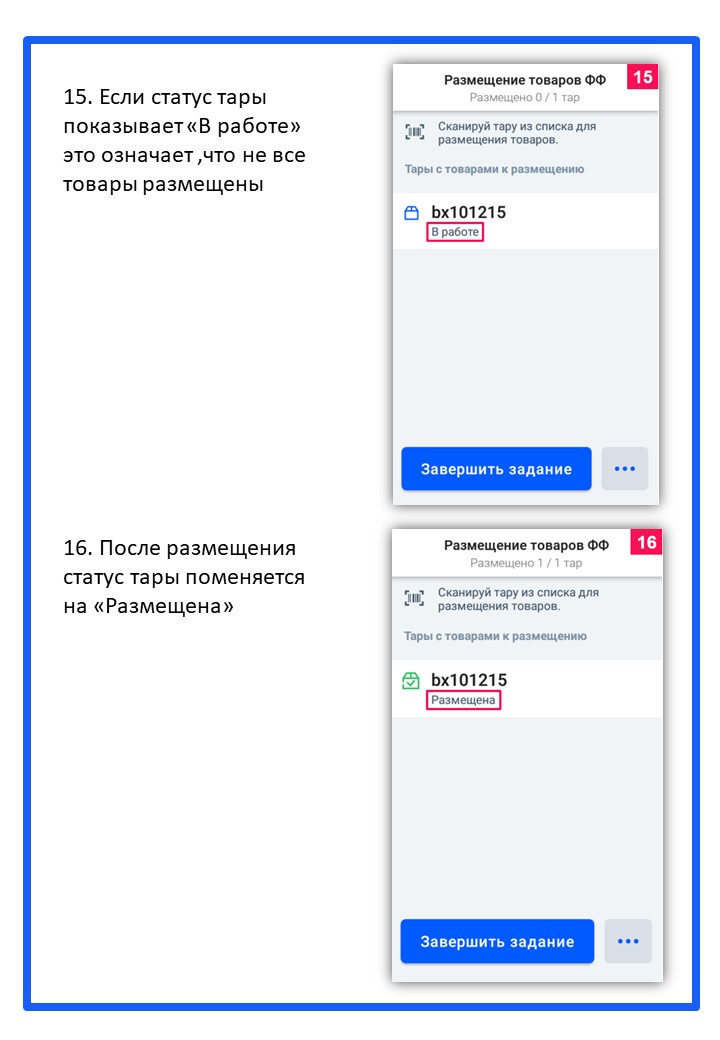 15. Если статус тары
показывает «В работе»
это означает ,что не все
товары размещены
Размещение товаров ФФ
15
Размещено 0 / 1 тар
Сканируй тару из списка для
размещения товаров.
Тары с товарами к размещению
bx101215
В работе
Завершить задание
16. После размещения
статус тары поменяется
на «Размещена»
Размещение товаров ФФ
16
Размещено 1 / 1 тар
Сканируй тару из списка для
размещения товаров.
Тары с товарами к размещению
bx101215
Размещена
Завершить задание